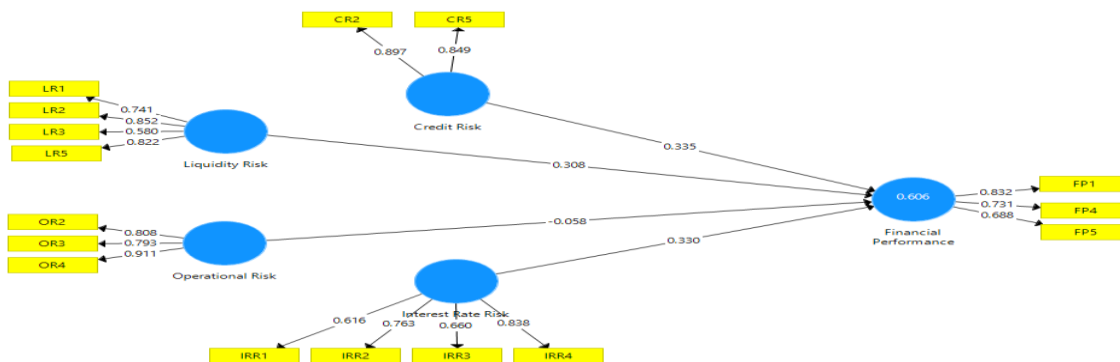 CR2
CR5
0.897
0.849
Credit Risk
LR1
LR2
LR3
LR5
0.741
0.852
0.580
0.822
Liquidity Risk
0.335
0.308
OR2
OR3
OR4
0.808
0.793
0.911
Operational Risk
-0.058
0.330
0.606
Financial
Performance
0.832
0.731
0.688
FP1
FP4
FP5
Interest Rate Risk
0.616
0.763
0.660
0.838
IRR1
IRR2
IRR3
IRR4